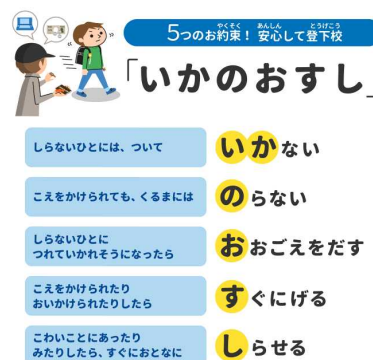 5つのお約束！ 安心して登下校
「いかのおすし」
しらないひとには、ついて
いかない
こえをかけられても、くるまには
のらない
しらないひとに
つれていかれそうになったら
おおごえをだす
こえをかけられたり
おいかけられたりしたら
すぐにげる
こわいことにあったり
みたりしたら、すぐにおとなに
しらせる